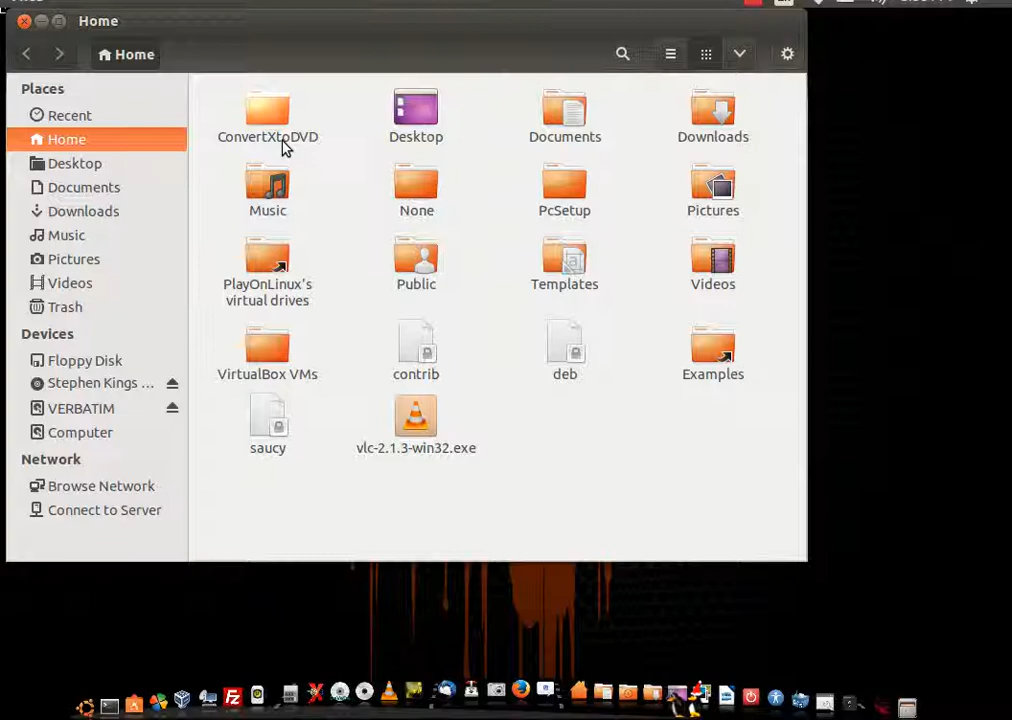 Home
Home
Places
Recent
Home
Desktop
Documents
Downloads
Music
Pictures
Videos
Trash
Devices
Floppy Disk
Stephen Kings ...
VERBATIM
Computer
Network
Browse Network
Connect to Server
ConvertXtoDVD
Desktop
Documents
Downloads
Music
None
PcSetup
Pictures
PlayOnLinux's
virtual drives
Public
Templates
Videos
VirtualBox VMs
contrib
deb
Examples
saucy
vlc-2.1.3-win32.exe